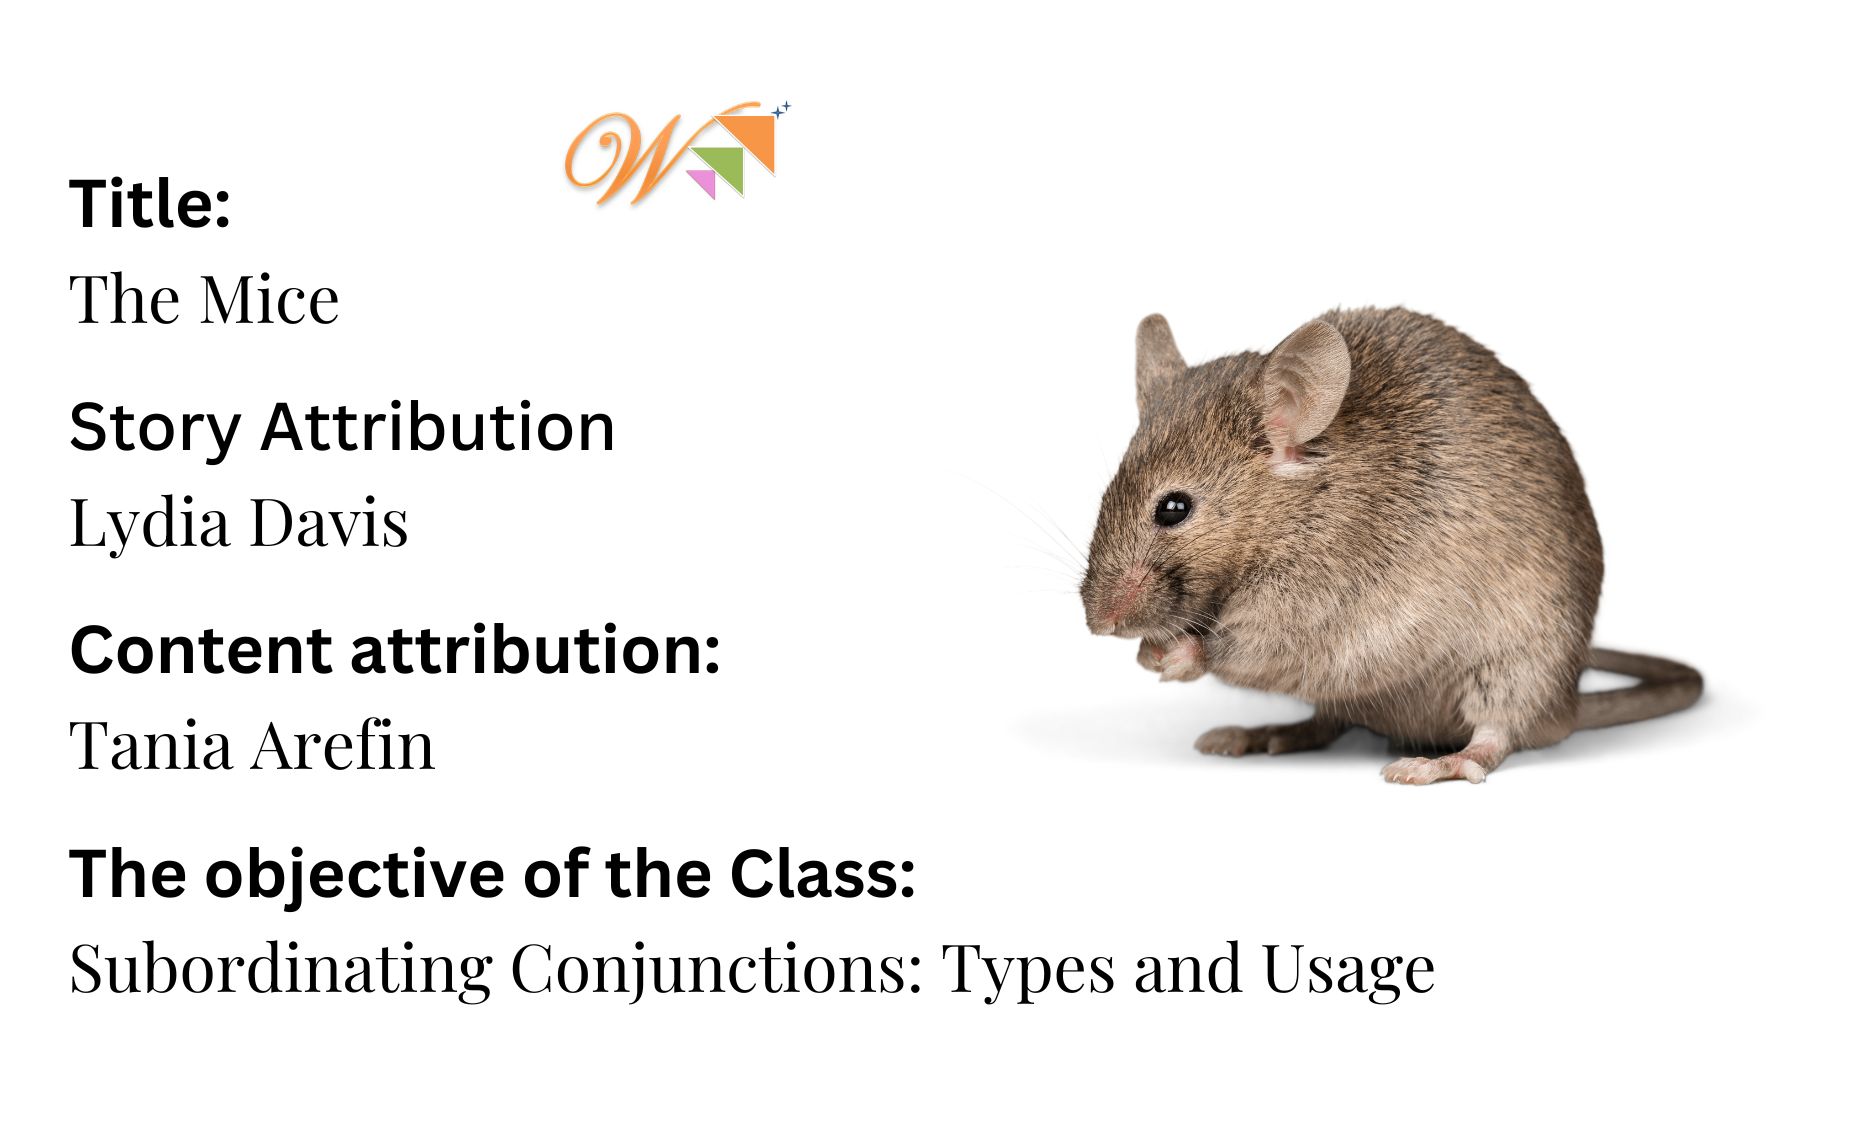 W
Title:
The Mice
Story Attribution
Lydia Davis
Content attribution:
Tania Arefin
The objective of the Class:
Subordinating Conjunctions: Types and Usage